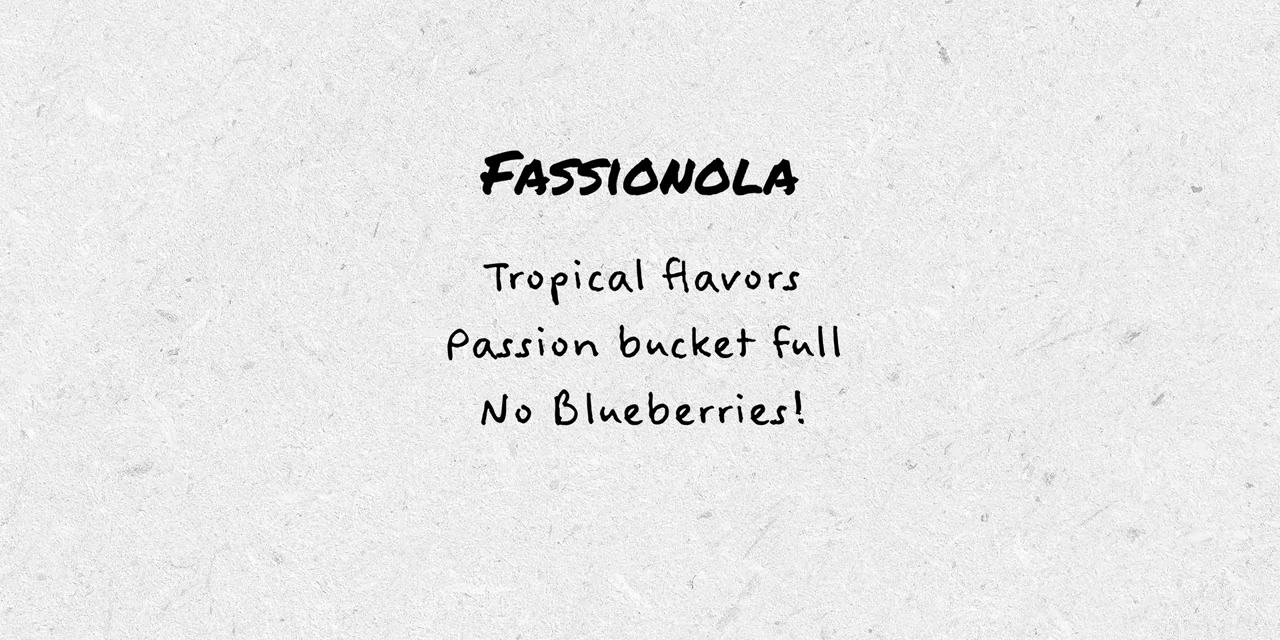 Fassionola
Tropical flavors
Passion bucket full
No Blueberries!